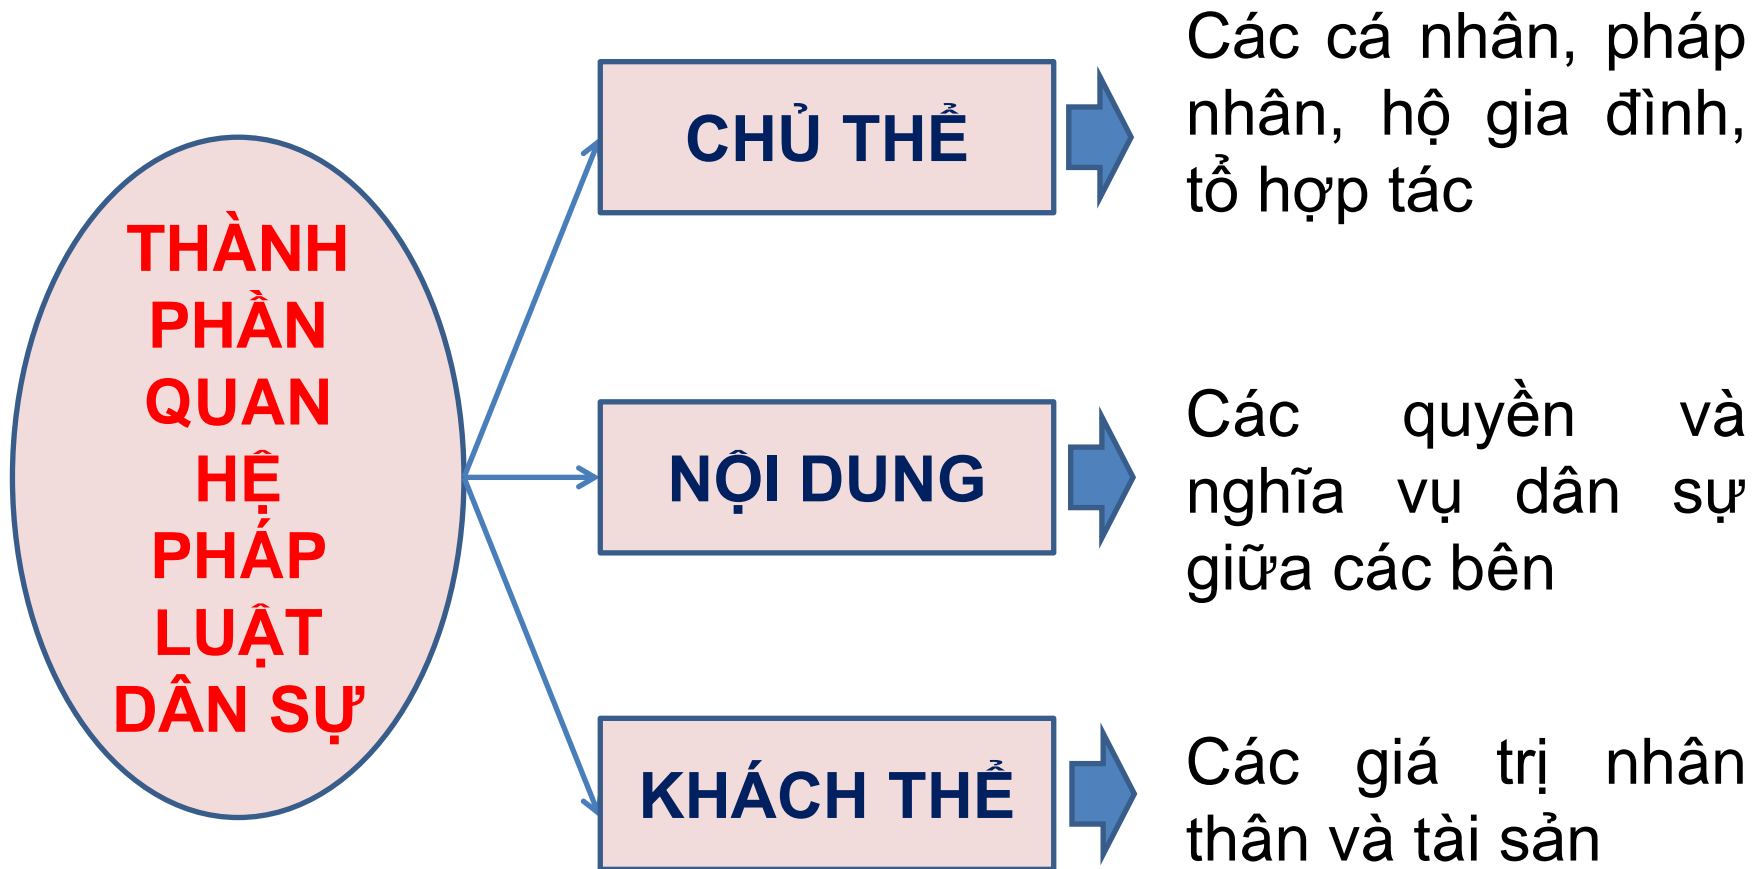 THÀNH
PHẦN
QUAN
HỆ
PHÁP
LUẬT
DÂN SỰ
CHỦ THỂ
Các cá nhân, pháp
nhân, hộ gia đình,
tổ hợp tác
NỘI DUNG
Các quyền và
nghĩa vụ dân sự
giữa các bên
KHÁCH THỂ
Các giá trị nhân
thân và tài sản